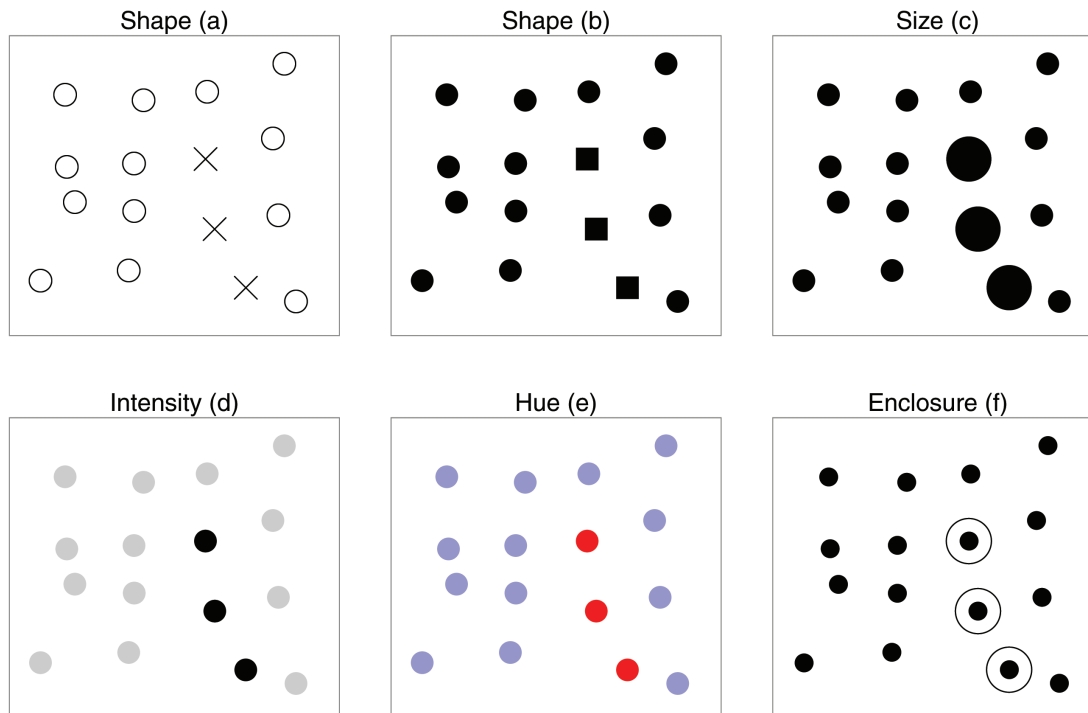 Shape (a)
Shape (b)
Size (c)
Intensity (d)
Hue (e)
Enclosure (f)